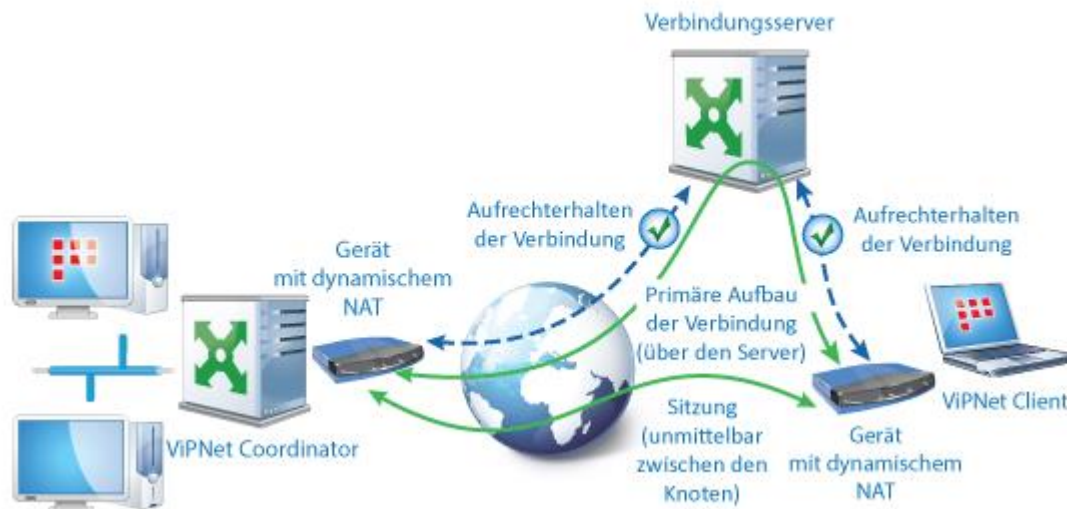 Verbindungsserver
Aufrechterhalten
der Verbindung
Aufrechterhalten
der Verbindung
Gerät
mit dynamischem
NAT
Primäre Aufbau
der Verbindung
(über den Server)
ViPNet Coordinator
Sitzung
(unmittelbar
zwischen den
Knoten)
ViPNet Client
Gerät
mit dynamischem
NAT